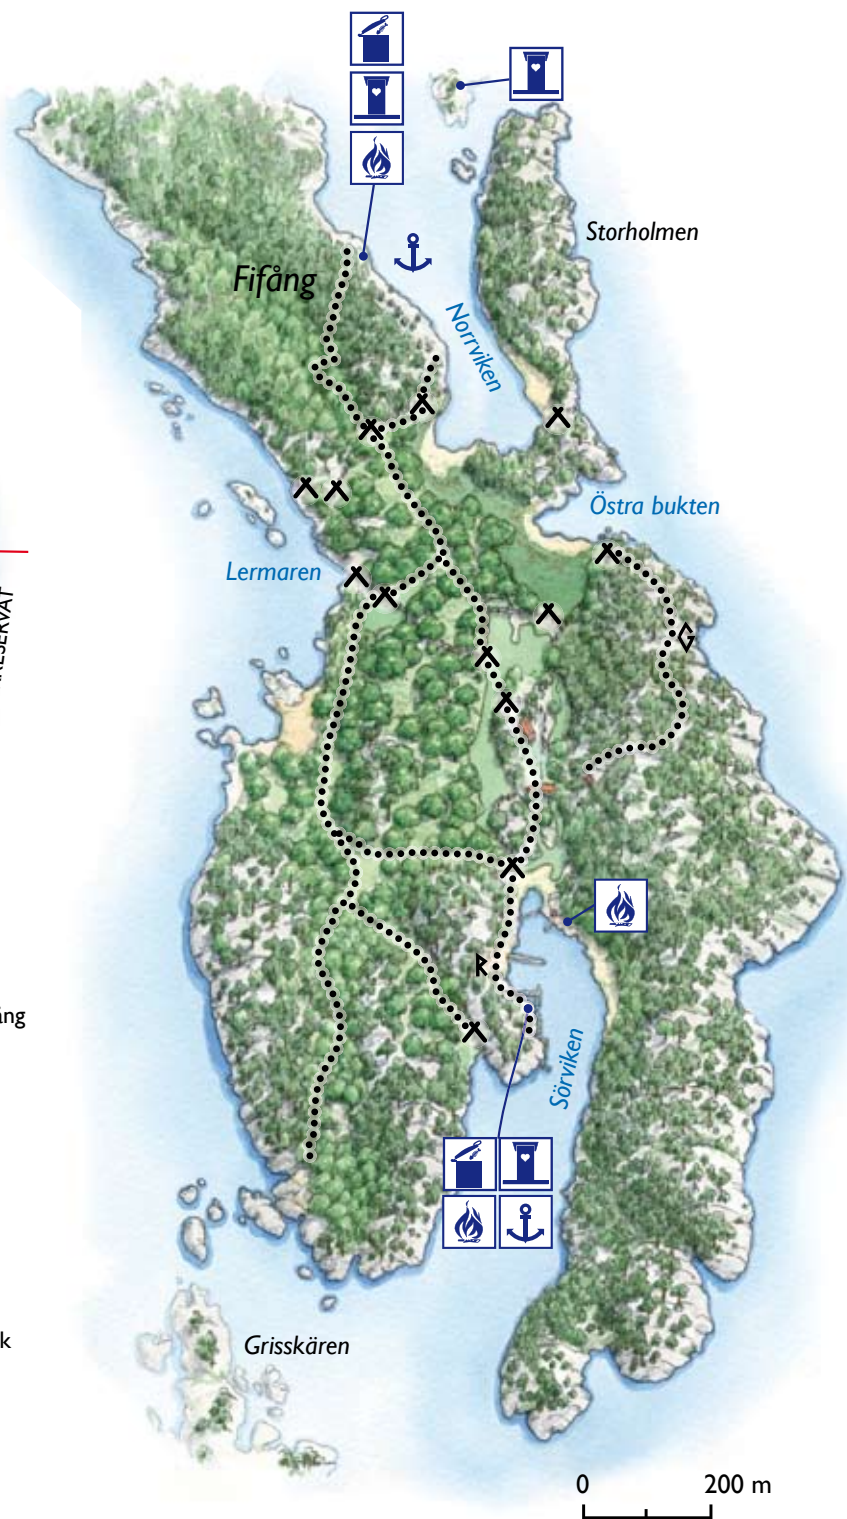 Storholmen
Fifång
Norrviken
Östra bukten
Lermaren
G
R
Sörviken
Grisskären
0 200 m